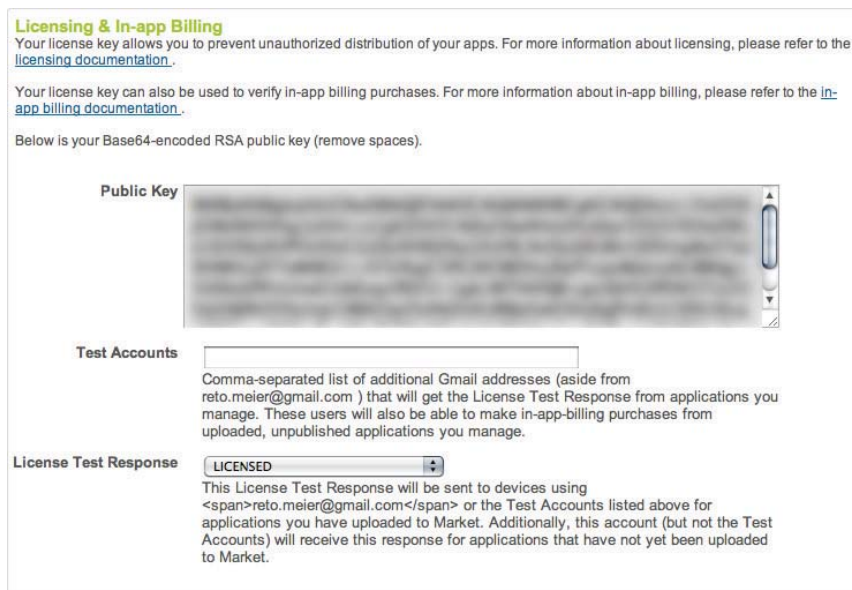 Licensing & In-app Billing
Your license key allows you to prevent unauthorized distribution of your apps. For more information about licensing, please refer to the
licensing documentation .
Your license key can also be used to verify in-app billing purchases. For more information about in-app billing, please refer to the in-
app billing documentation .
Below is your Base64-encoded RSA public key (remove spaces).
Public Key
Test Accounts
Comma-separated list of additional Gmail addresses (aside from
reto.meier@gmail.com ) that will get the License Test Response from applications you
manage. These users will also be able to make in-app-billing purchases from
uploaded, unpublished applications you manage.
License Test Response
LICENSED
This License Test Response will be sent to devices using
<span>reto.meier@gmail.com</span> or the Test Accounts listed above for
applications you have uploaded to Market. Additionally, this account (but not the Test
Accounts) will receive this response for applications that have not yet been uploaded
to Market.